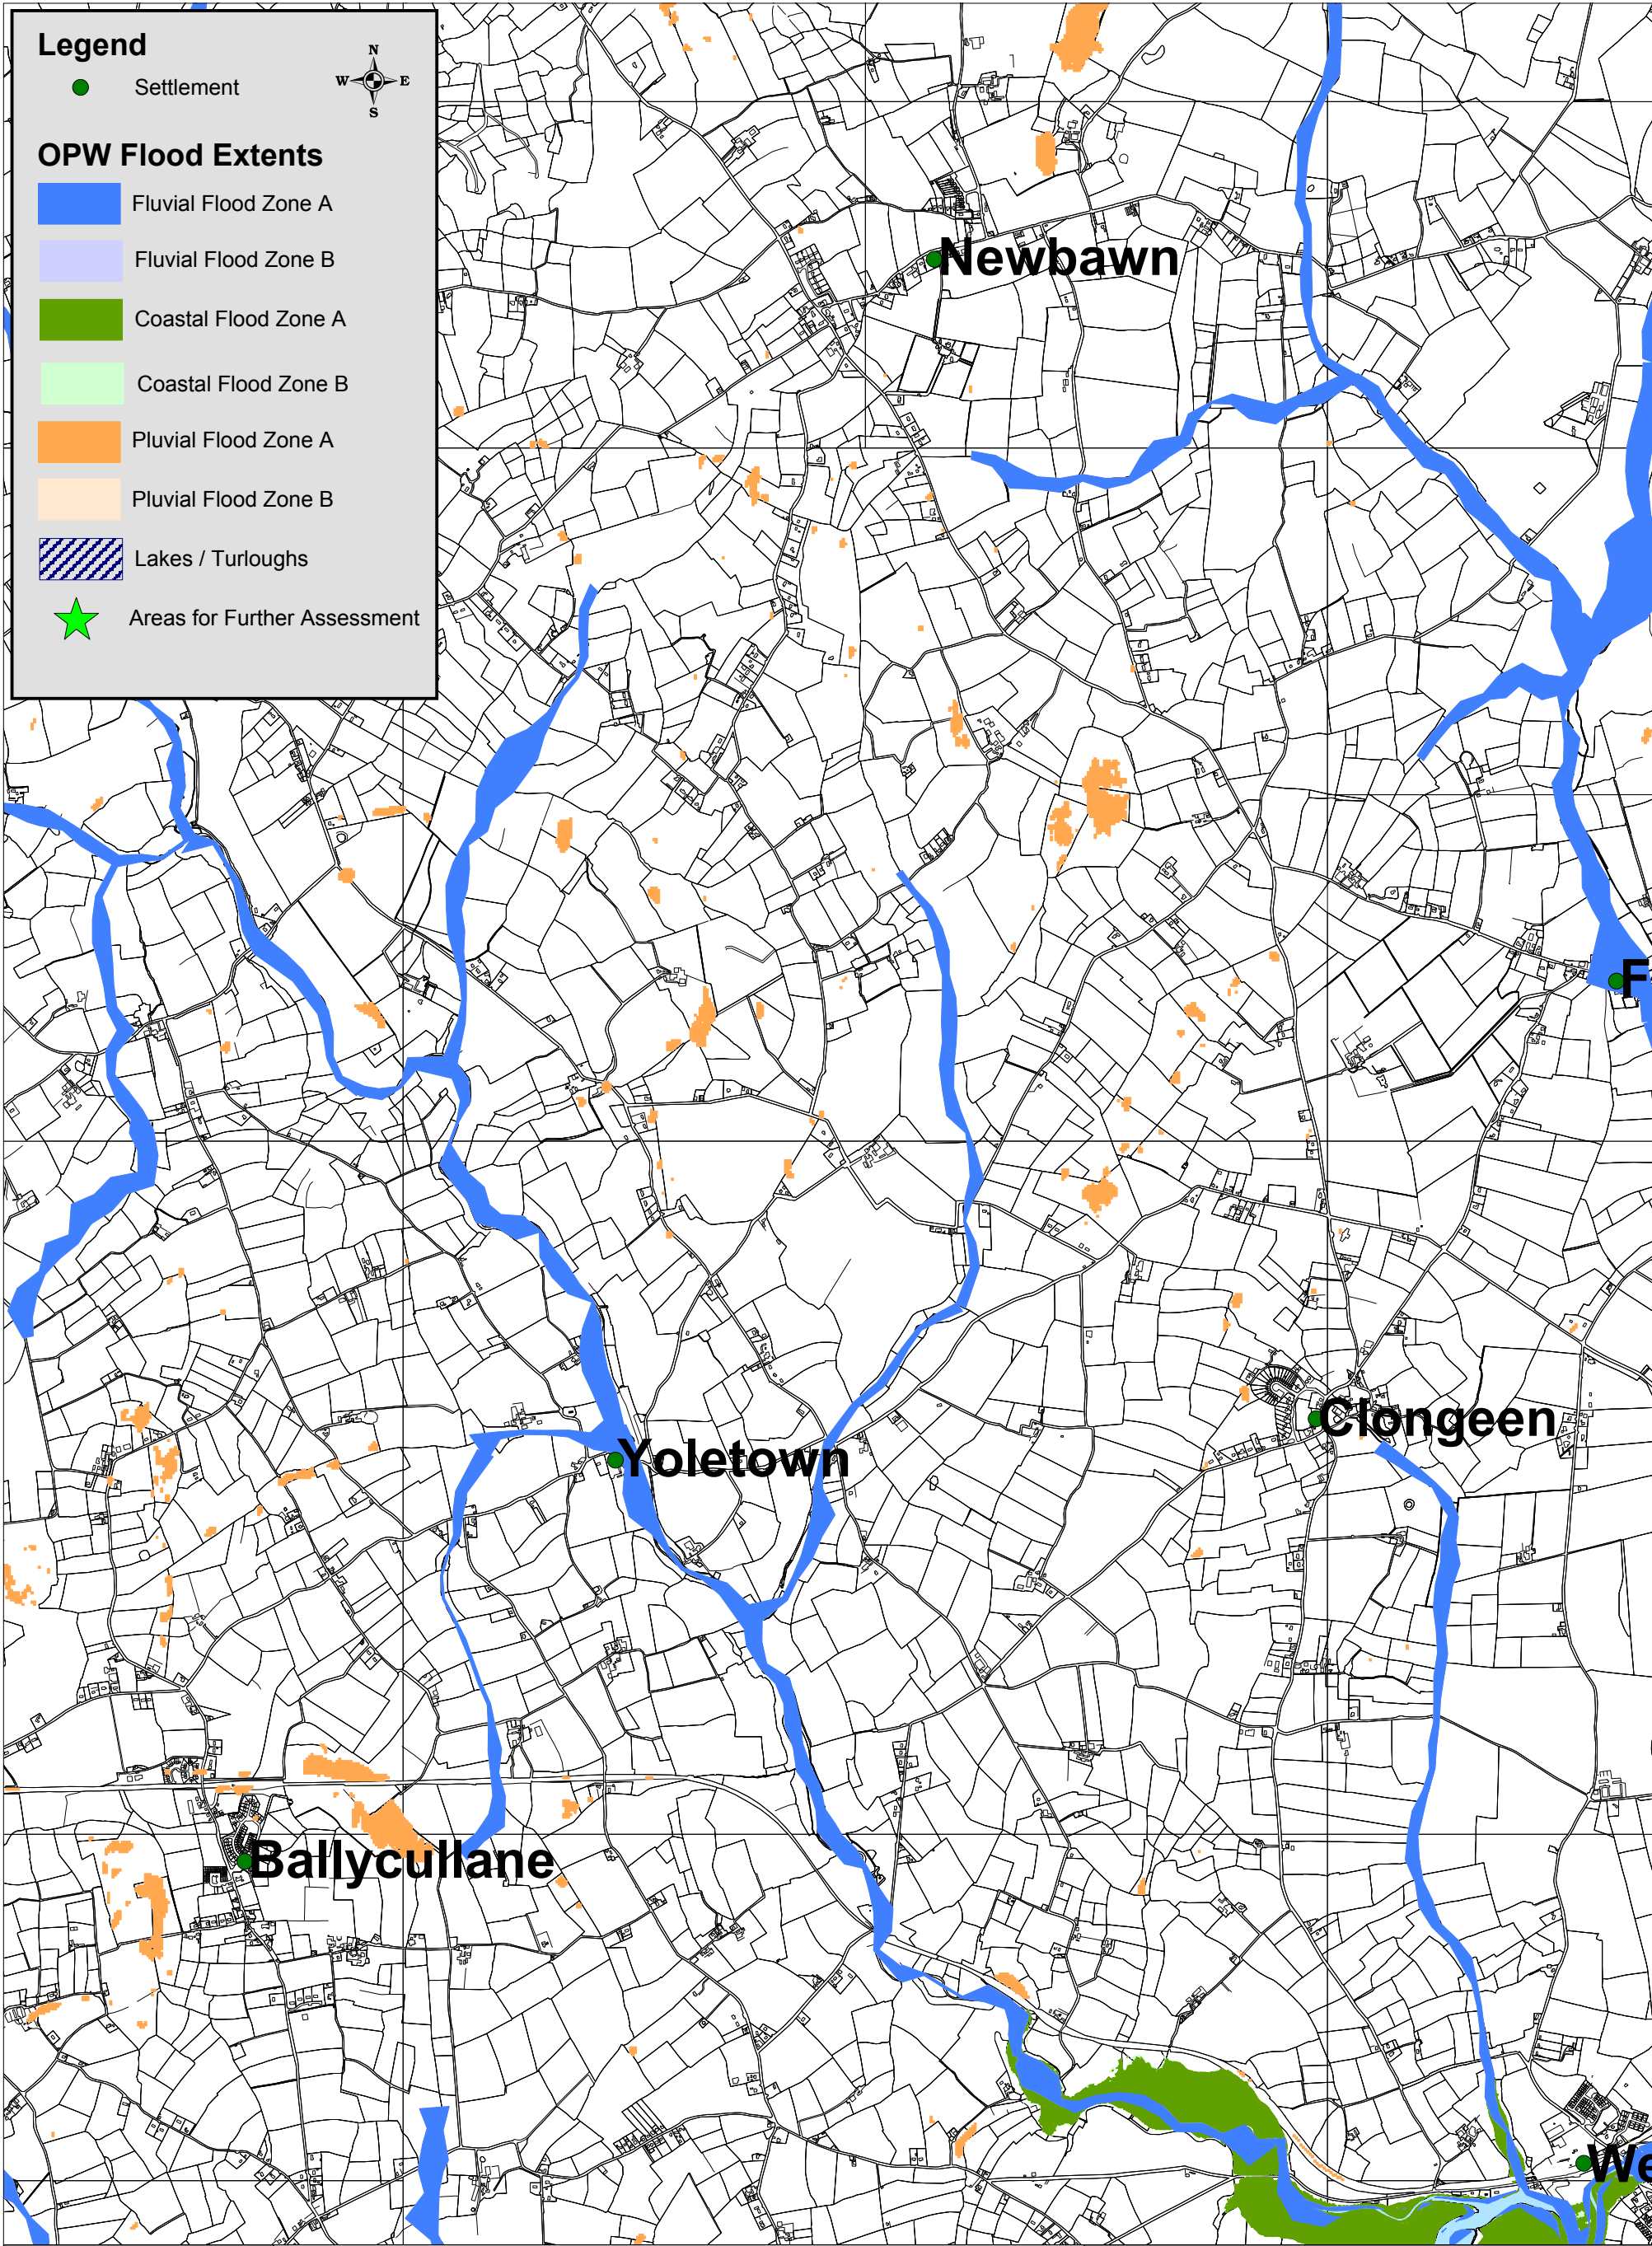 Legend
N
W E
S
Settlement
OPW Flood Extents
Fluvial Flood Zone A
Fluvial Flood Zone B
Coastal Flood Zone A
Coastal Flood Zone B
Pluvial Flood Zone A
Pluvial Flood Zone B
Lakes / Turloughs
Areas for Further Assessment
Newbawn
Clongeen
Yoletown
Ballycullane
We